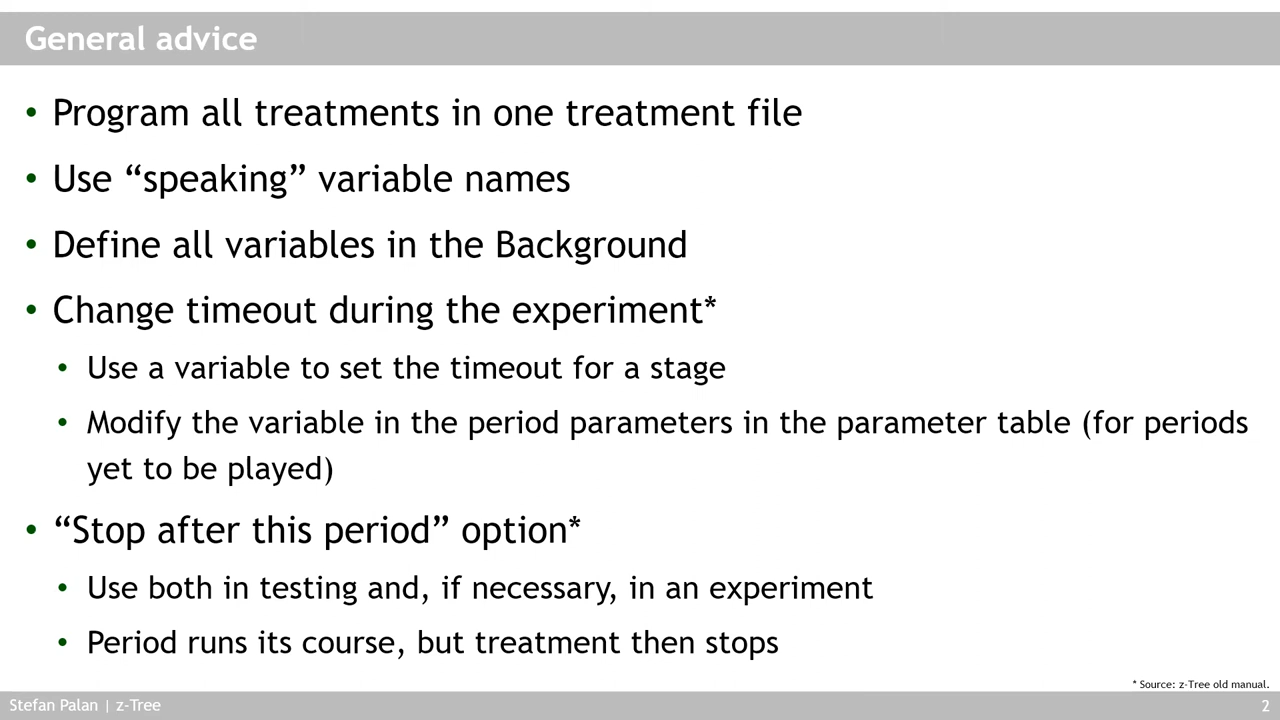 General advice
• Program all treatments in one treatment file
• Use “speaking” variable names
• Define all variables in the Background
• Change timeout during the experiment*
• Use a variable to set the timeout for a stage
• Modify the variable in the period parameters in the parameter table (for periods
yet to be played)
• “Stop after this period” option*
• Use both in testing and, if necessary, in an experiment
• Period runs its course, but treatment then stops
* Source: z-Tree old manual.
Stefan Palan | z-Tree
2